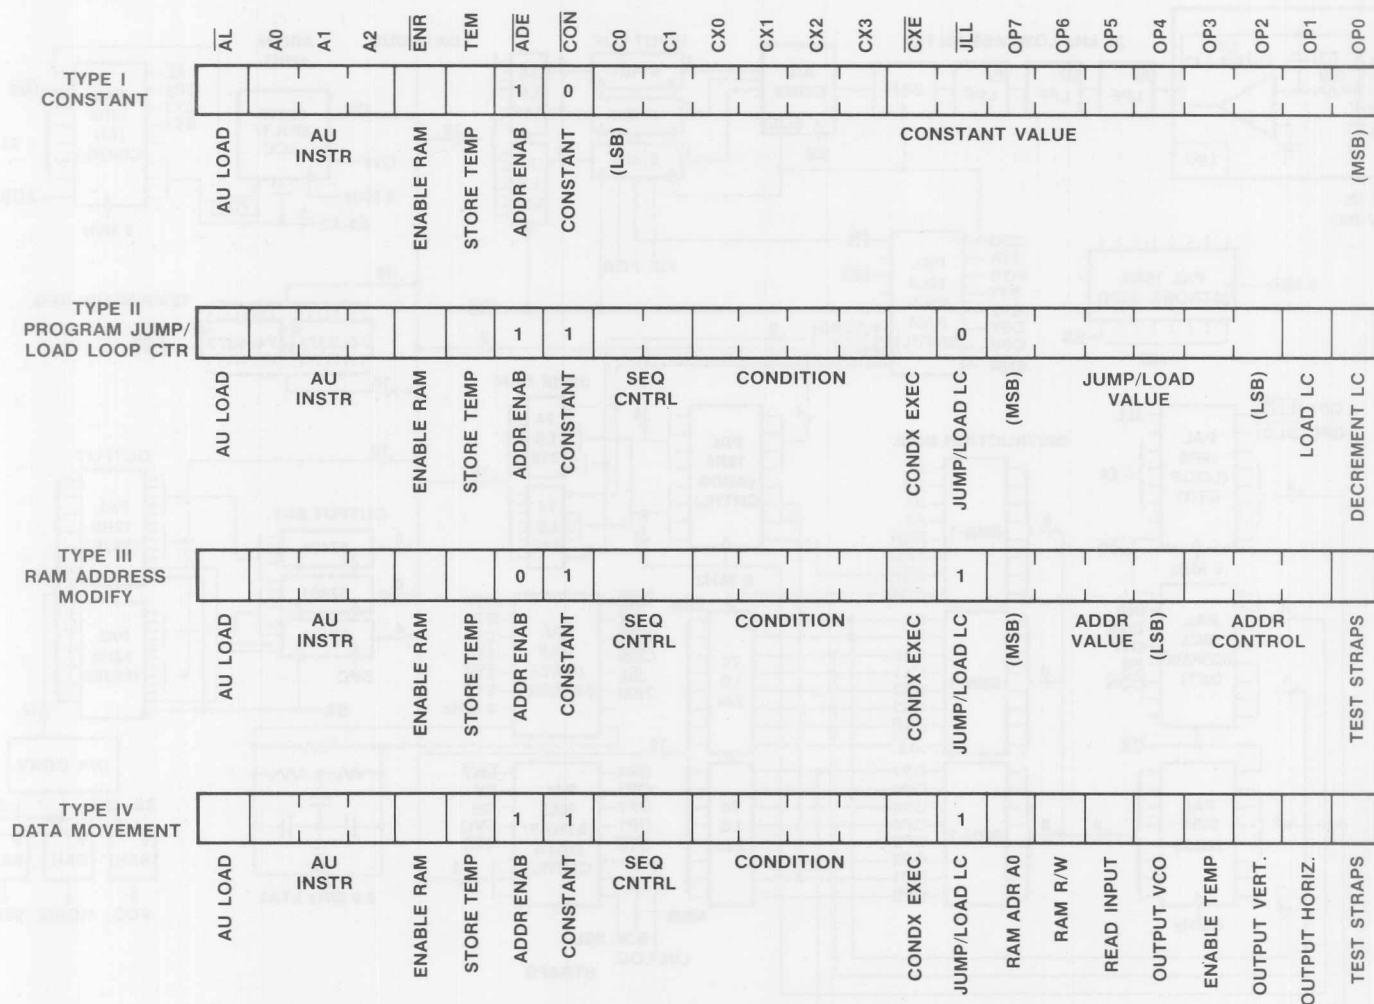 AL A0 A1 A2 ENR TEM ADE CON C0 C1 CX0 CX1 CX2 CX3 CXE JLL OP7 OP6 OP5 OP4 OP3 OP2 OP1 OP0
TYPE I
CONSTANT
1 0
AU LOAD
AU
INSTR
ENABLE RAM
STORE TEMP
ADDR ENAB
CONSTANT
(LSB)
CONSTANT VALUE
(MSB)
TYPE II
PROGRAM JUMP/
LOAD LOOP CTR
1 1 0
AU LOAD
AU
INSTR
ENABLE RAM
STORE TEMP
ADDR ENAB
CONSTANT
SEQ
CNTRL
CONDITION
CONDX EXEC
JUMP/LOAD LC
(MSB)
JUMP/LOAD
VALUE
(LSB)
LOAD LC
DECREMENT LC
TYPE III
RAM ADDRESS
MODIFY
0 1 1
AU LOAD
AU
INSTR
ENABLE RAM
STORE TEMP
ADDR ENAB
CONSTANT
SEQ
CNTRL
CONDITION
CONDX EXEC
JUMP/LOAD LC
(MSB)
ADDR
VALUE
(LSB)
ADDR
CONTROL
TEST STRAPS
TYPE IV
DATA MOVEMENT
1 1 1
AU LOAD
AU
INSTR
ENABLE RAM
STORE TEMP
ADDR ENAB
CONSTANT
SEQ
CNTRL
CONDITION
CONDX EXEC
JUMP/LOAD LC
RAM ADR A0
RAM R/W
READ INPUT
OUTPUT VCO
ENABLE TEMP
OUTPUT VERT.
OUTPUT HORIZ.
TEST STRAPS